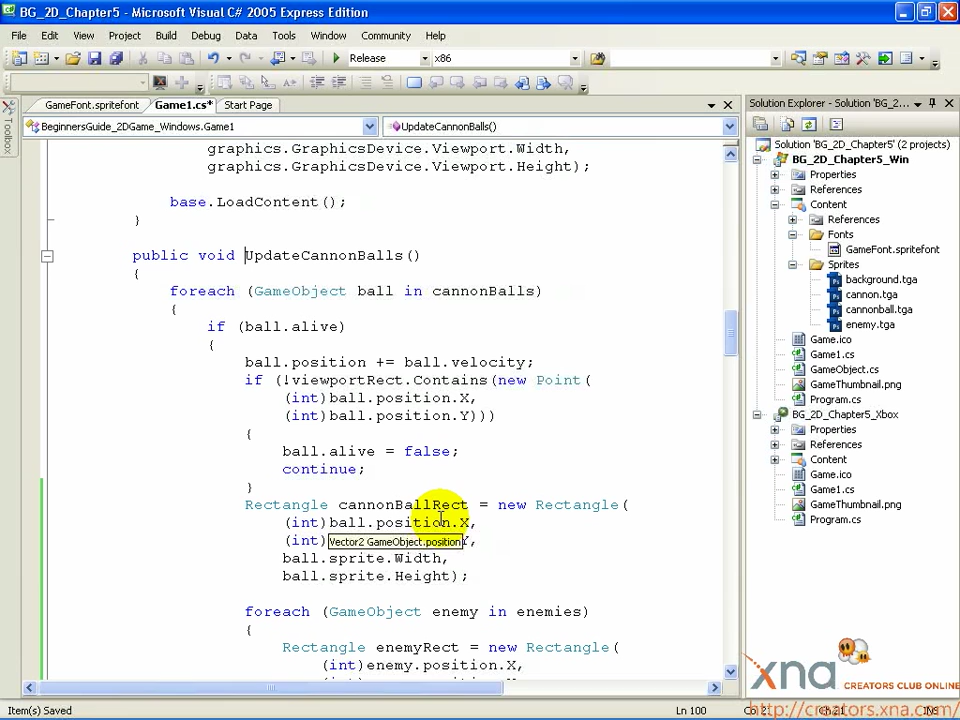 BG_2D_Chapter5 - Microsoft Visual C# 2005 Express Edition
File Edit View Project Build Debug Data Tools Window Community Help
Release x86
GameFont.spritefont Game1.cs* Start Page
BeginnersGuide_2DGame_Windows.Game1 UpdateCannonBalls()
Toolbox
graphics.GraphicsDevice.Viewport.Width,
graphics.GraphicsDevice.Viewport.Height);
base.LoadContent();
}
public void UpdateCannonBalls()
{
foreach (GameObject ball in cannonBalls)
{
if (ball.alive)
{
ball.position += ball.velocity;
if (!viewportRect.Contains(new Point(
(int)ball.position.X,
(int)ball.position.Y)))
{
ball.alive = false;
continue;
}
Rectangle cannonBallRect = new Rectangle(
(int)ball.position.X,
(int)
Vector2 GameObject.position
Y,
ball.sprite.Width,
ball.sprite.Height);
foreach (GameObject enemy in enemies)
{
Rectangle enemyRect = new Rectangle(
(int)enemy.position.X,
Solution Explorer - Solution 'BG_2...
Solution 'BG_2D_Chapter5' (2 projects)
BG_2D_Chapter5_Win
Properties
References
Content
References
Fonts
GameFont.spritefont
Sprites
background.tga
cannon.tga
cannonball.tga
enemy.tga
Game.ico
Game1.cs
GameObject.cs
GameThumbnail.png
Program.cs
BG_2D_Chapter5_Xbox
Properties
References
Content
Game.ico
Game1.cs
GameThumbnail.png
Program.cs
xna CREATORS CLUB ONLINE
http://creators.xna.com/
Item(s) Saved Ln 100